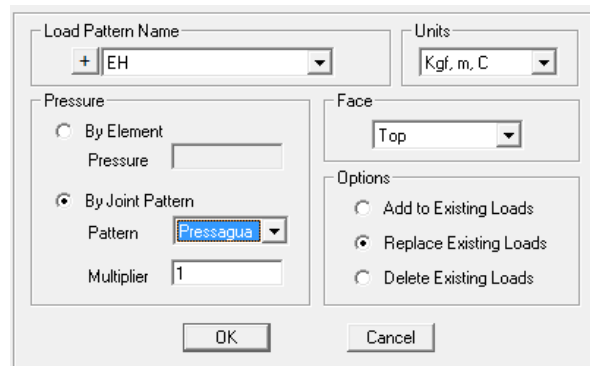 Load Pattern Name
+ EH
Units
Kgf, m, C
Pressure
By Element
Pressure
By Joint Pattern
Pattern Pressagua
Multiplier 1
Face
Top
Options
Add to Existing Loads
Replace Existing Loads
Delete Existing Loads
OK
Cancel